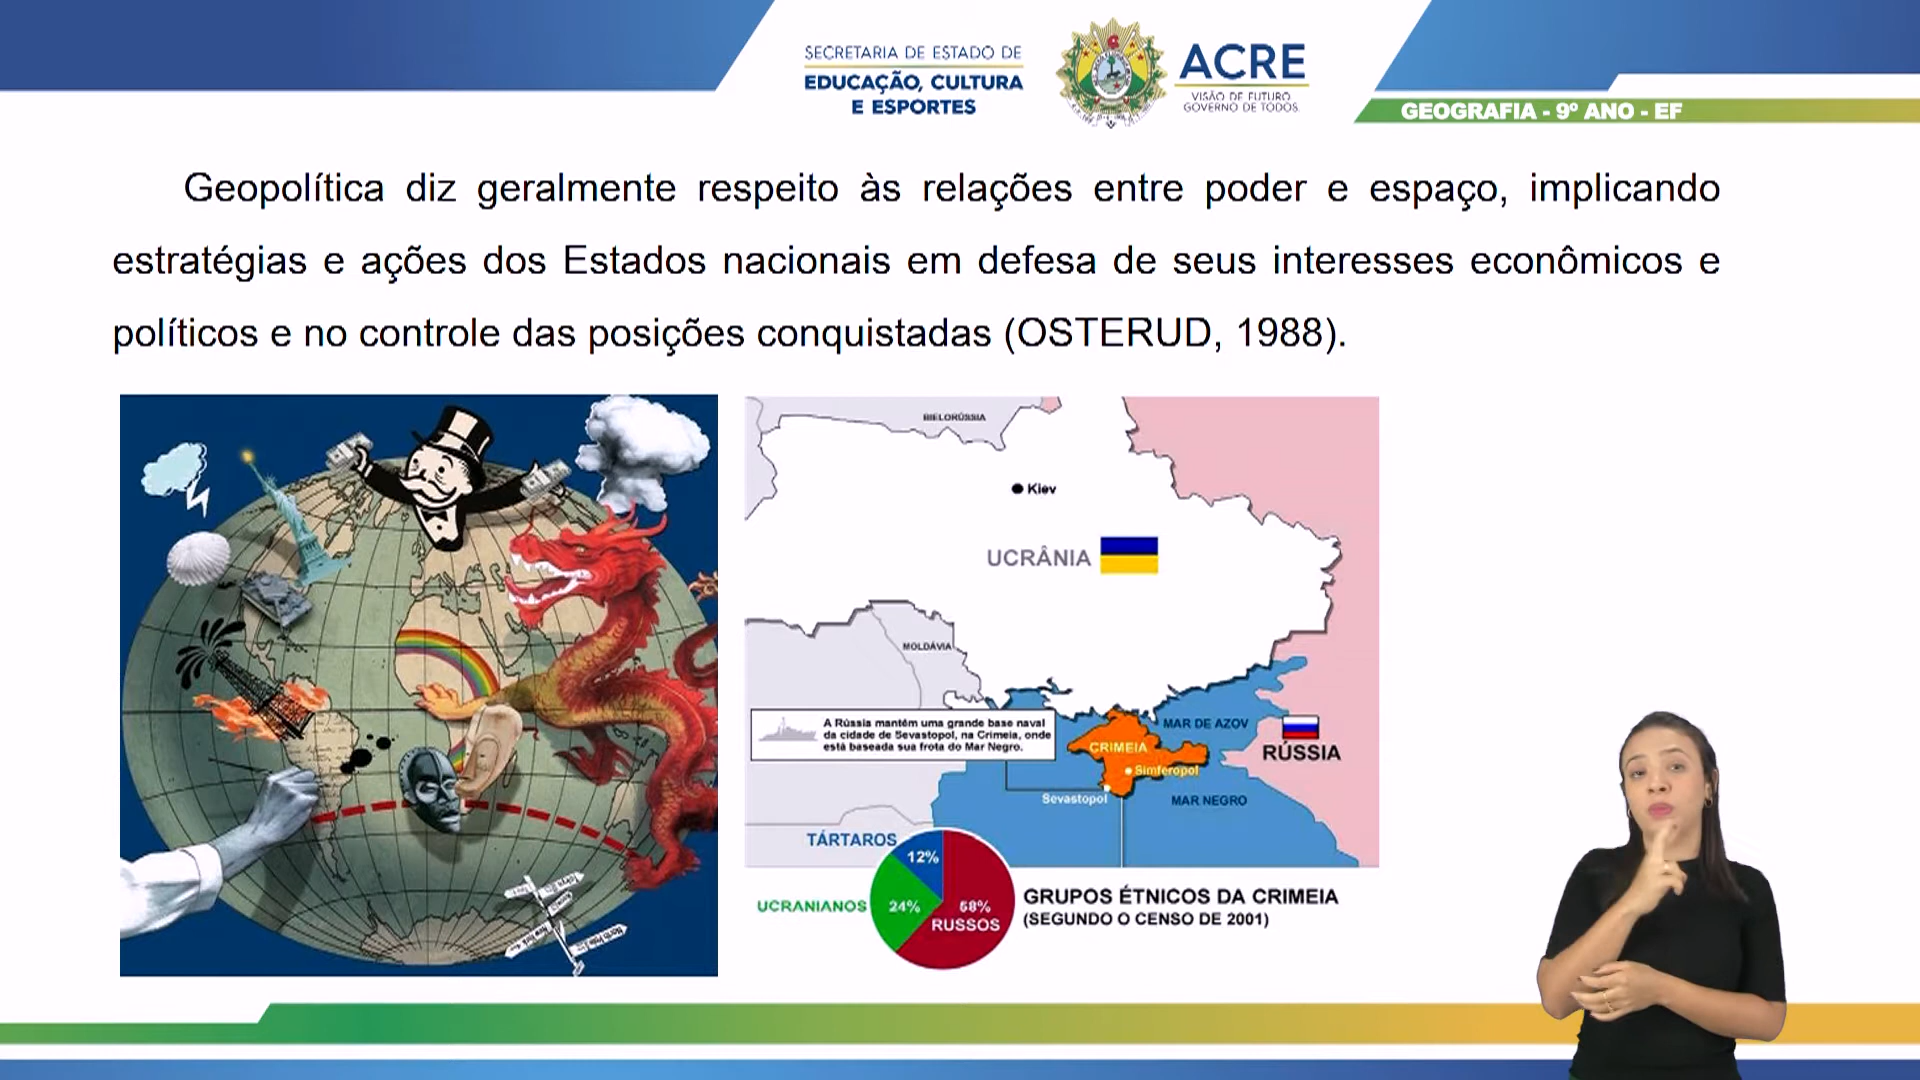 SECRETARIA DE ESTADO DE
EDUCAÇÃO, CULTURA
E ESPORTES
ACRE
VISÃO DE FUTURO
GOVERNO DE TODOS
GEOGRAFIA - 9º ANO - EF
Geopolítica diz geralmente respeito às relações entre poder e espaço, implicando
estratégias e ações dos Estados nacionais em defesa de seus interesses econômicos e
políticos e no controle das posições conquistadas (OSTERUD, 1988).
BIELORÚSSIA
Kiev
UCRÂNIA
MOLDÁVIA
A Rússia mantém uma grande base naval
da cidade de Sevastopol, na Crimeia, onde
está baseada sua frota do Mar Negro.
MAR DE AZOV
CRIMEIA
RÚSSIA
Simferopol
Sevastopol
MAR NEGRO
TÁRTAROS
12%
UCRANIANOS
24%
58%
RUSSOS
GRUPOS ÉTNICOS DA CRIMEIA
(SEGUNDO O CENSO DE 2001)